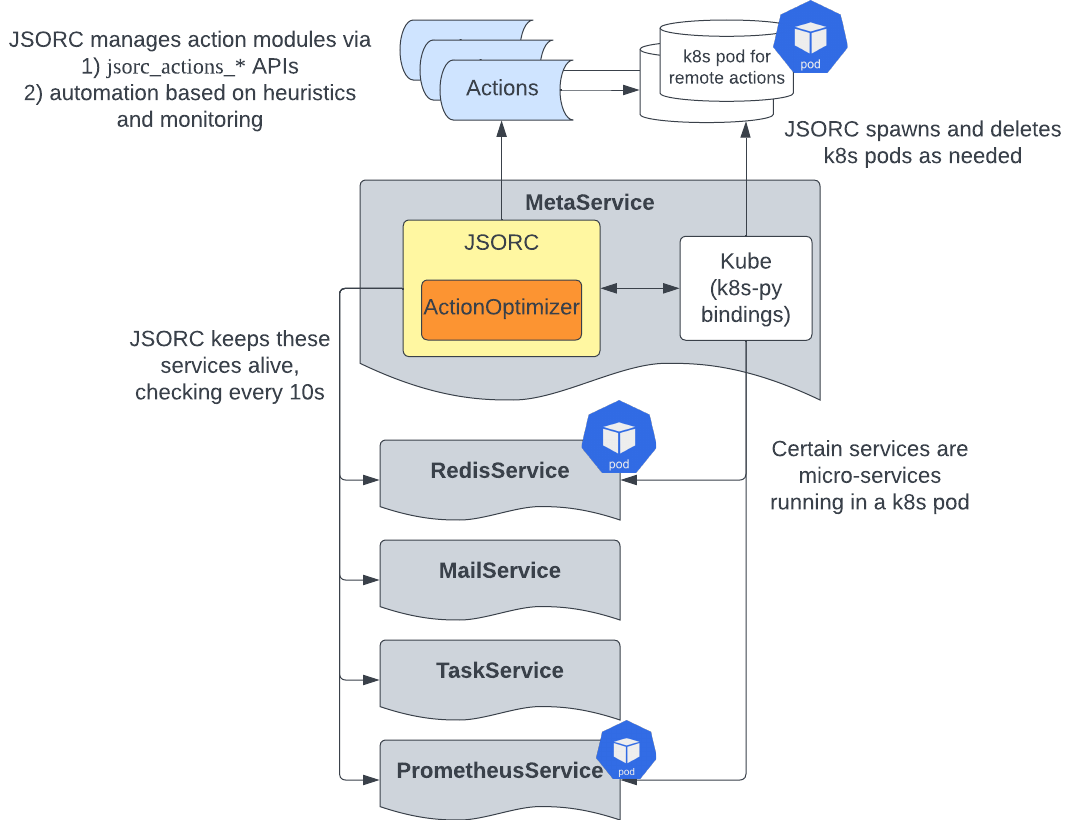 JSORC manages action modules via
1) jsorc_actions_* APIs
2) automation based on heuristics
and monitoring
Actions
k8s pod for
remote actions
pod
JSORC spawns and deletes
k8s pods as needed
MetaService
JSORC
ActionOptimizer
Kube
(k8s-py
bindings)
JSORC keeps these
services alive,
checking every 10s
RedisService
pod
Certain services are
micro-services
running in a k8s pod
MailService
TaskService
PrometheusService
pod